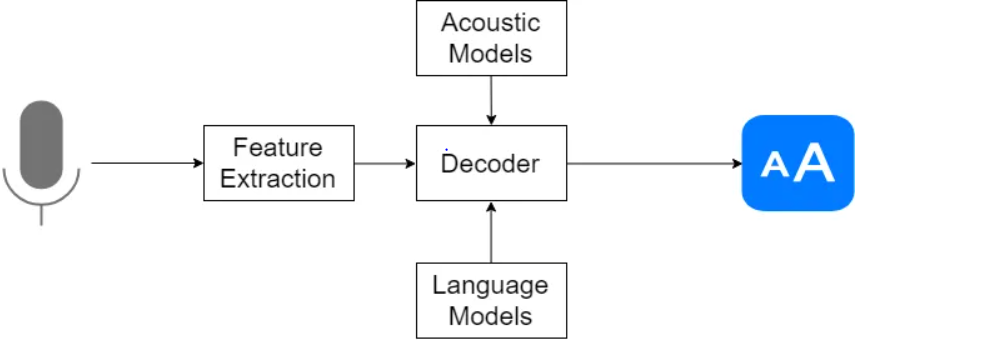 Acoustic
Models
Feature
Extraction
Decoder
AA
Language
Models